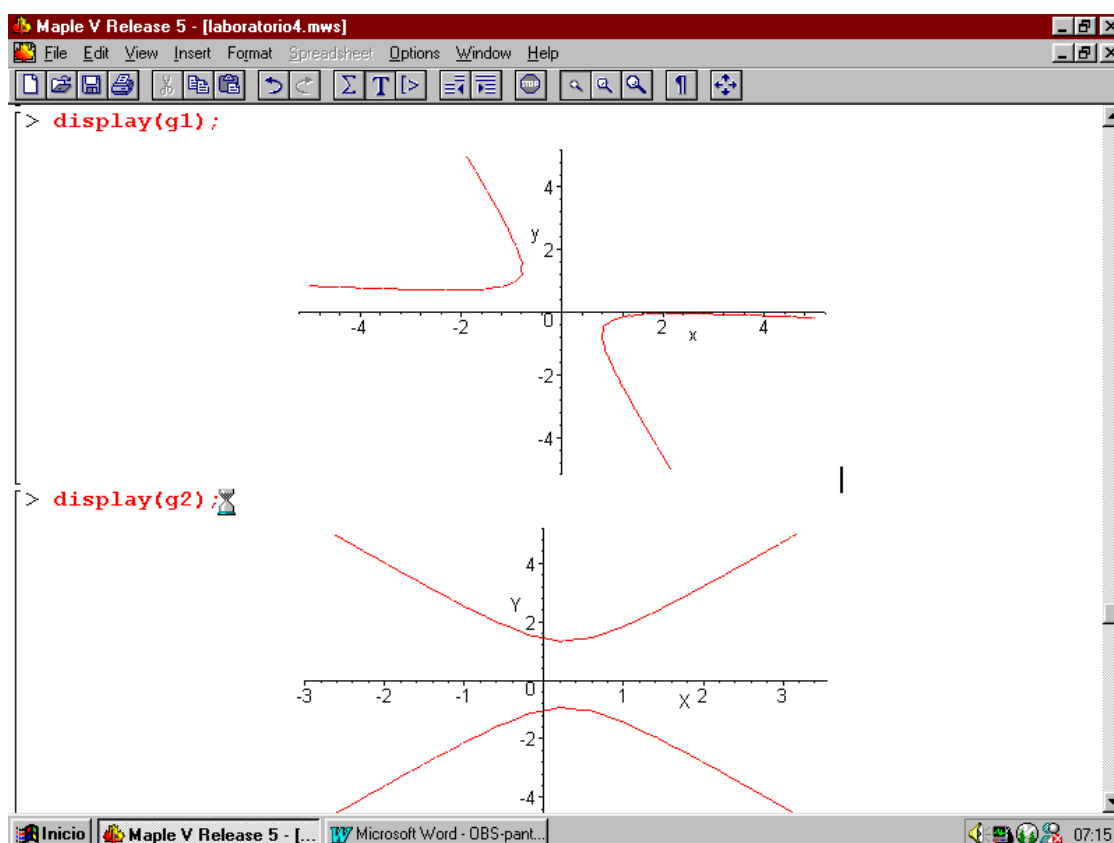 Maple V Release 5 - [laboratorio4.mws]
File Edit View Insert Format Spreadsheet Options Window Help
Σ T [> STOP ¶
> display(g1);
4
y
2
-4 -2 0 2 x 4
-2
-4
> display(g2);
4
Y
2
-3 -2 -1 0 1 X 2 3
-2
-4
Inicio Maple V Release 5 - [... Microsoft Word - OBS-pant... 07:15